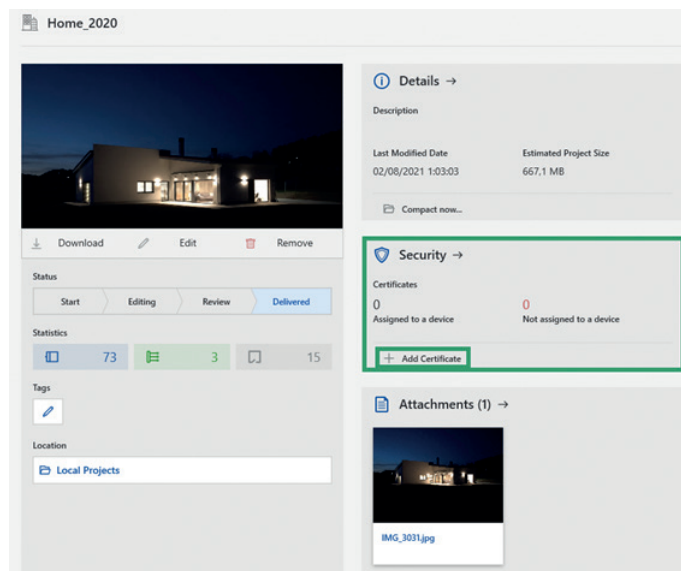 Home_2020
Download Edit Remove
Status
Start Editing Review Delivered
Statistics
73 3 15
Tags
Location
Local Projects
Details →
Description
Last Modified Date Estimated Project Size
02/08/2021 1:03:03 667,1 MB
Compact now...
Security →
Certificates
0 0
Assigned to a device Not assigned to a device
+ Add Certificate
Attachments (1) →
IMG_3031.jpg